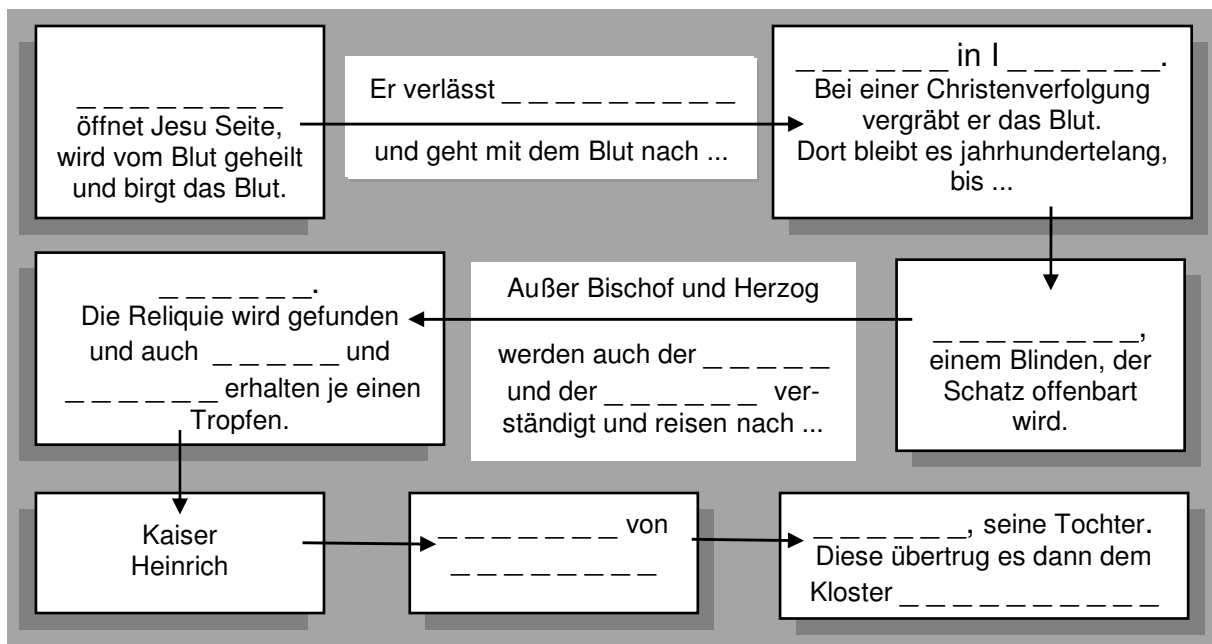 _ _ _ _ _ _ _ _
öffnet Jesu Seite,
wird vom Blut geheilt
und birgt das Blut.
Er verlässt _ _ _ _ _ _ _ _ _
und geht mit dem Blut nach ...
_ _ _ _ _ _ in I _ _ _ _ _ _.
Bei einer Christenverfolgung
vergräbt er das Blut.
Dort bleibt es jahrhundertelang,
bis ...
_ _ _ _ _ _ _ _,
einem Blinden, der
Schatz offenbart
wird.
Außer Bischof und Herzog
werden auch der _ _ _ _ _
und der _ _ _ _ _ _ ver-
ständigt und reisen nach ...
_ _ _ _ _ _.
Die Reliquie wird gefunden
und auch _ _ _ _ _ und
_ _ _ _ _ _ erhalten je einen
Tropfen.
Kaiser
Heinrich
_ _ _ _ _ _ _ von
_ _ _ _ _ _ _ _
_ _ _ _ _ _, seine Tochter.
Diese übertrug es dann dem
Kloster _ _ _ _ _ _ _ _ _ _